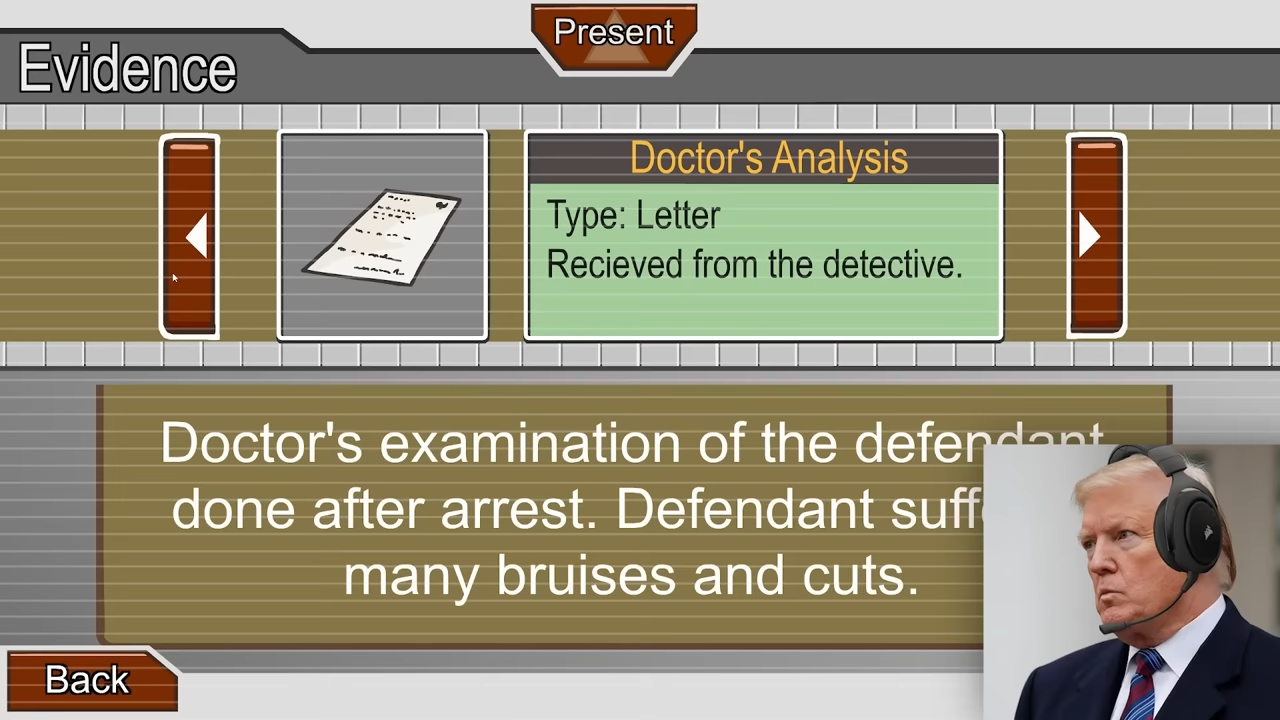 Present
Evidence
Doctor's Analysis
Type: Letter
Recieved from the detective.
Doctor's examination of the defendant
done after arrest. Defendant
many bruises and cuts.
Back